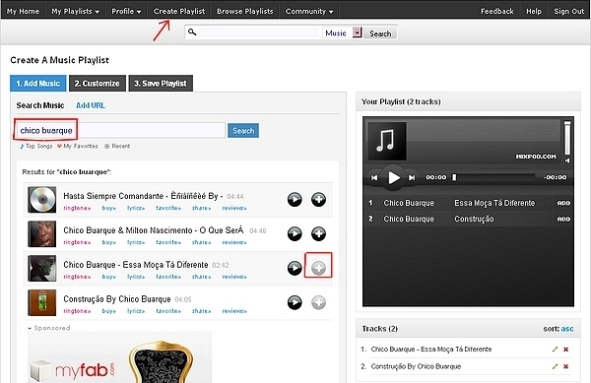 My Home My Playlists Profile Create Playlist Browse Playlists Community Feedback Help Sign Out
Music Search
Create A Music Playlist
1. Add Music 2. Customize 3. Save Playlist
Search Music Add URL
chico buarque Search
Top Songs My Favorites Recent
Results for "chico buarque":
Hasta Siempre Comandante - Êñìáíñêèé By - 04:44
ringtone» buy» lyrics» favorite» share» reviews»
Chico Buarque & Milton Nascimento - O Que SerÁ 04:46
ringtone» buy» lyrics» favorite» share» reviews»
Chico Buarque - Essa Moça Tá Diferente 02:42
ringtone» buy» lyrics» favorite» share» reviews»
Construção By Chico Buarque 04:05
ringtone» buy» lyrics» favorite» share» reviews»
Sponsored
myfab.com
Your Playlist (2 tracks)
MIXPOD.COM
00:00 -00:00
1 Chico Buarque Essa Moça Tá Diferente ADD
2 Chico Buarque Construção ADD
Tracks (2) sort: asc
1. Chico Buarque - Essa Moça Tá Diferente
2. Construção By Chico Buarque